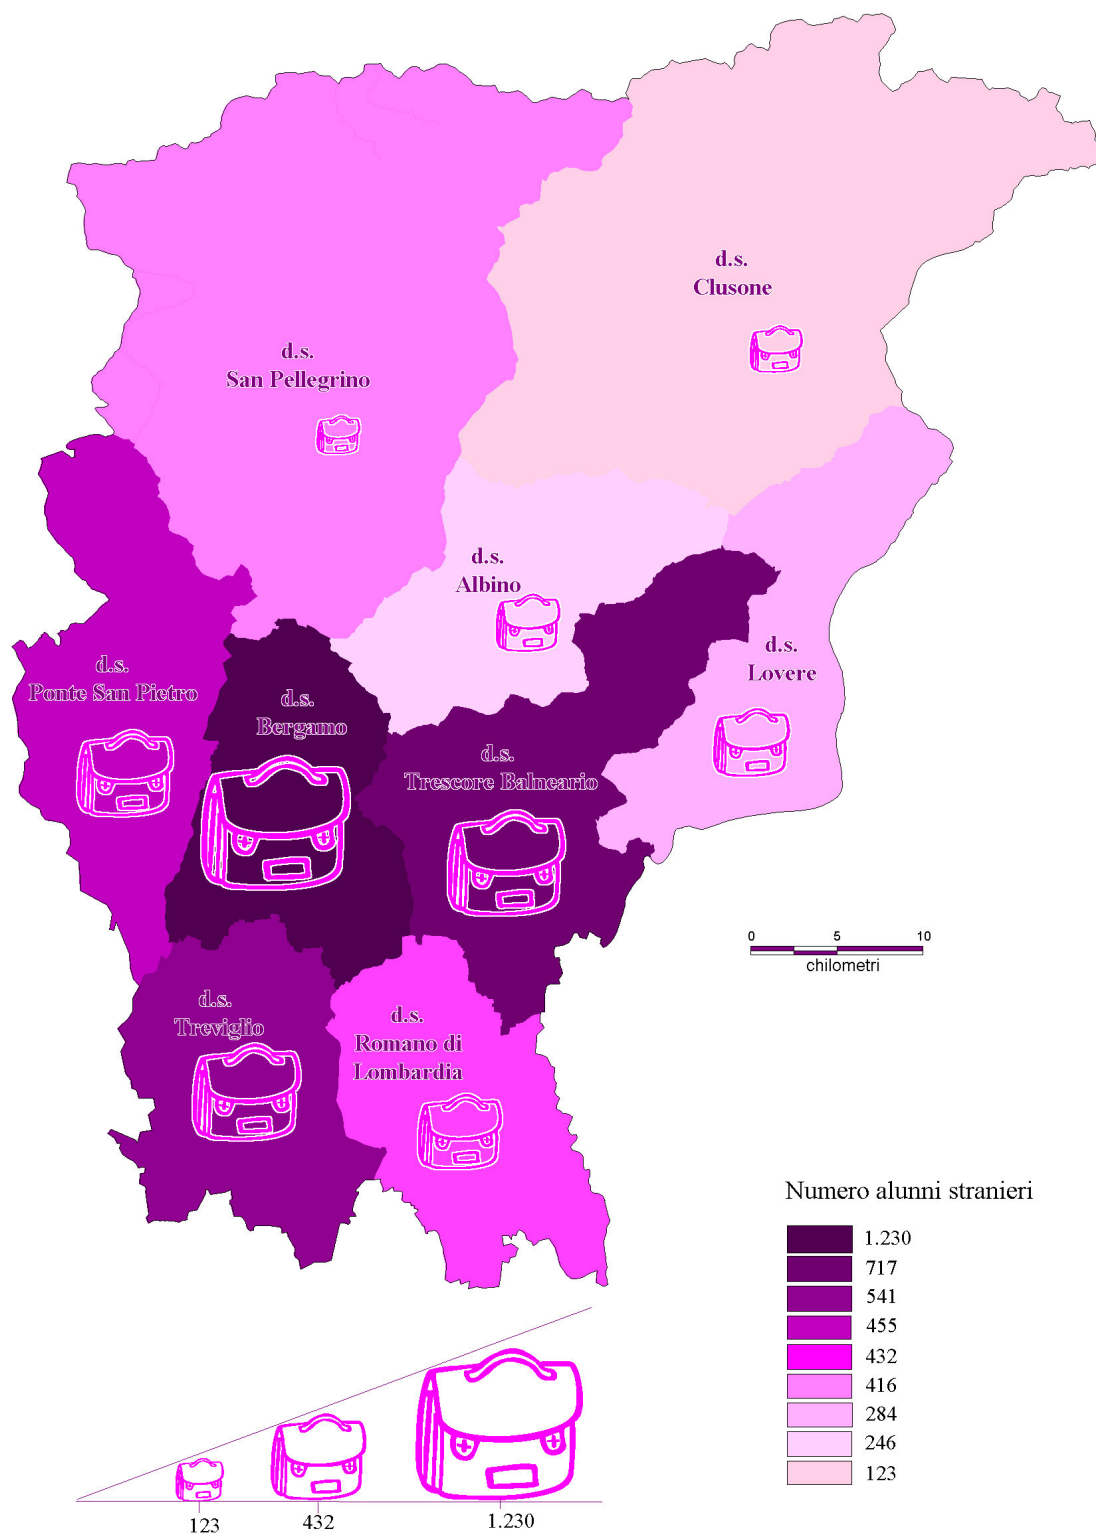 d.s.
Clusone
d.s.
San Pellegrino
d.s.
Albino
d.s.
Lovere
d.s.
Ponte San Pietro
d.s.
Bergamo
d.s.
Trescore Balneario
0 5 10
chilometri
d.s.
Treviglio
d.s.
Romano di
Lombardia
Numero alunni stranieri
1.230
717
541
455
432
416
284
246
123
123 432 1.230